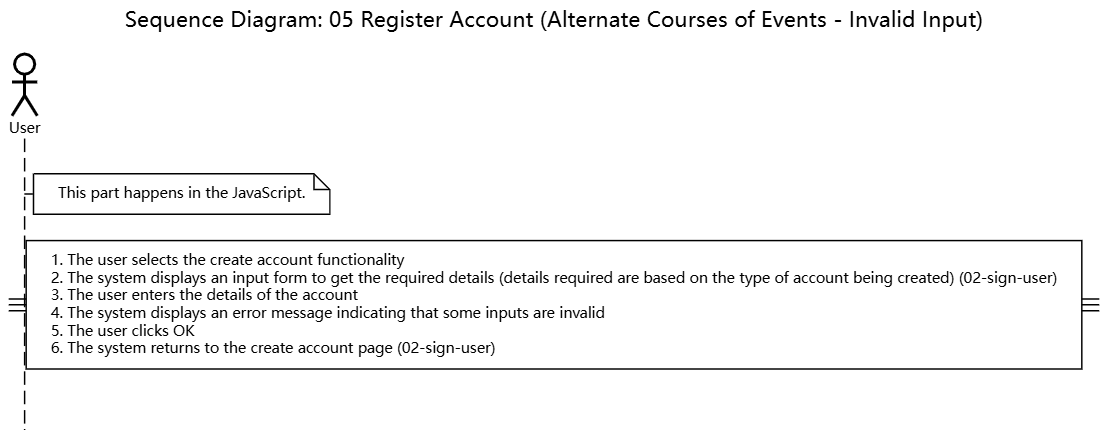 Sequence Diagram: 05 Register Account (Alternate Courses of Events - Invalid Input)
User
This part happens in the JavaScript.
1. The user selects the create account functionality
2. The system displays an input form to get the required details (details required are based on the type of account being created) (02-sign-user)
3. The user enters the details of the account
4. The system displays an error message indicating that some inputs are invalid
5. The user clicks OK
6. The system returns to the create account page (02-sign-user)